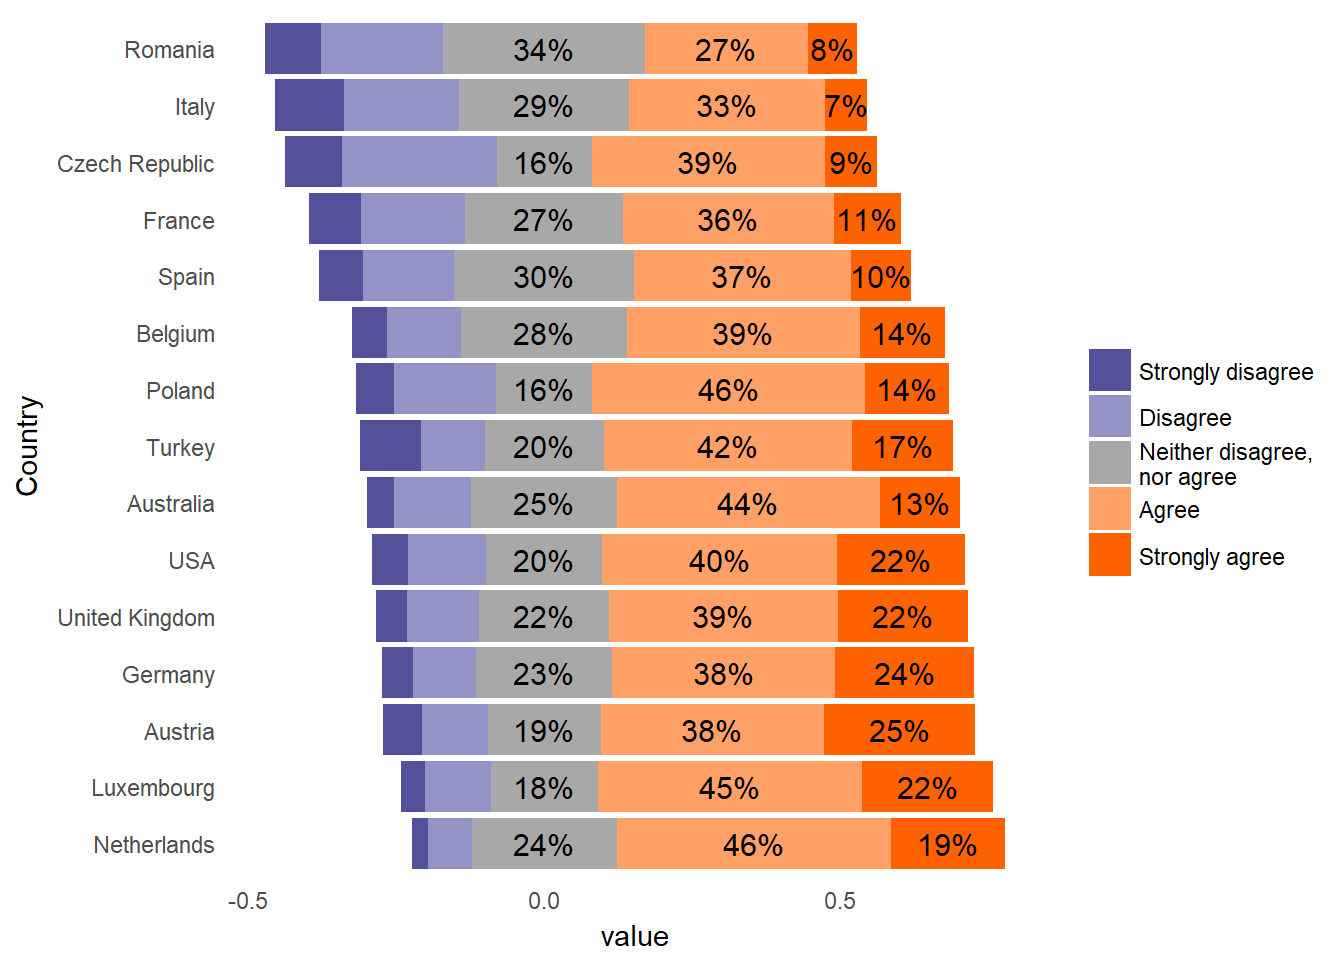 Romania 34% 27% 8%
Italy 29% 33% 7%
Czech Republic 16% 39% 9%
France 27% 36% 11%
Spain 30% 37% 10%
Belgium 28% 39% 14%
Poland 16% 46% 14%
Turkey 20% 42% 17%
Australia 25% 44% 13%
USA 20% 40% 22%
United Kingdom 22% 39% 22%
Germany 23% 38% 24%
Austria 19% 38% 25%
Luxembourg 18% 45% 22%
Netherlands 24% 46% 19%
Country
-0.5 0.0 0.5
value
Strongly disagree
Disagree
Neither disagree,
nor agree
Agree
Strongly agree